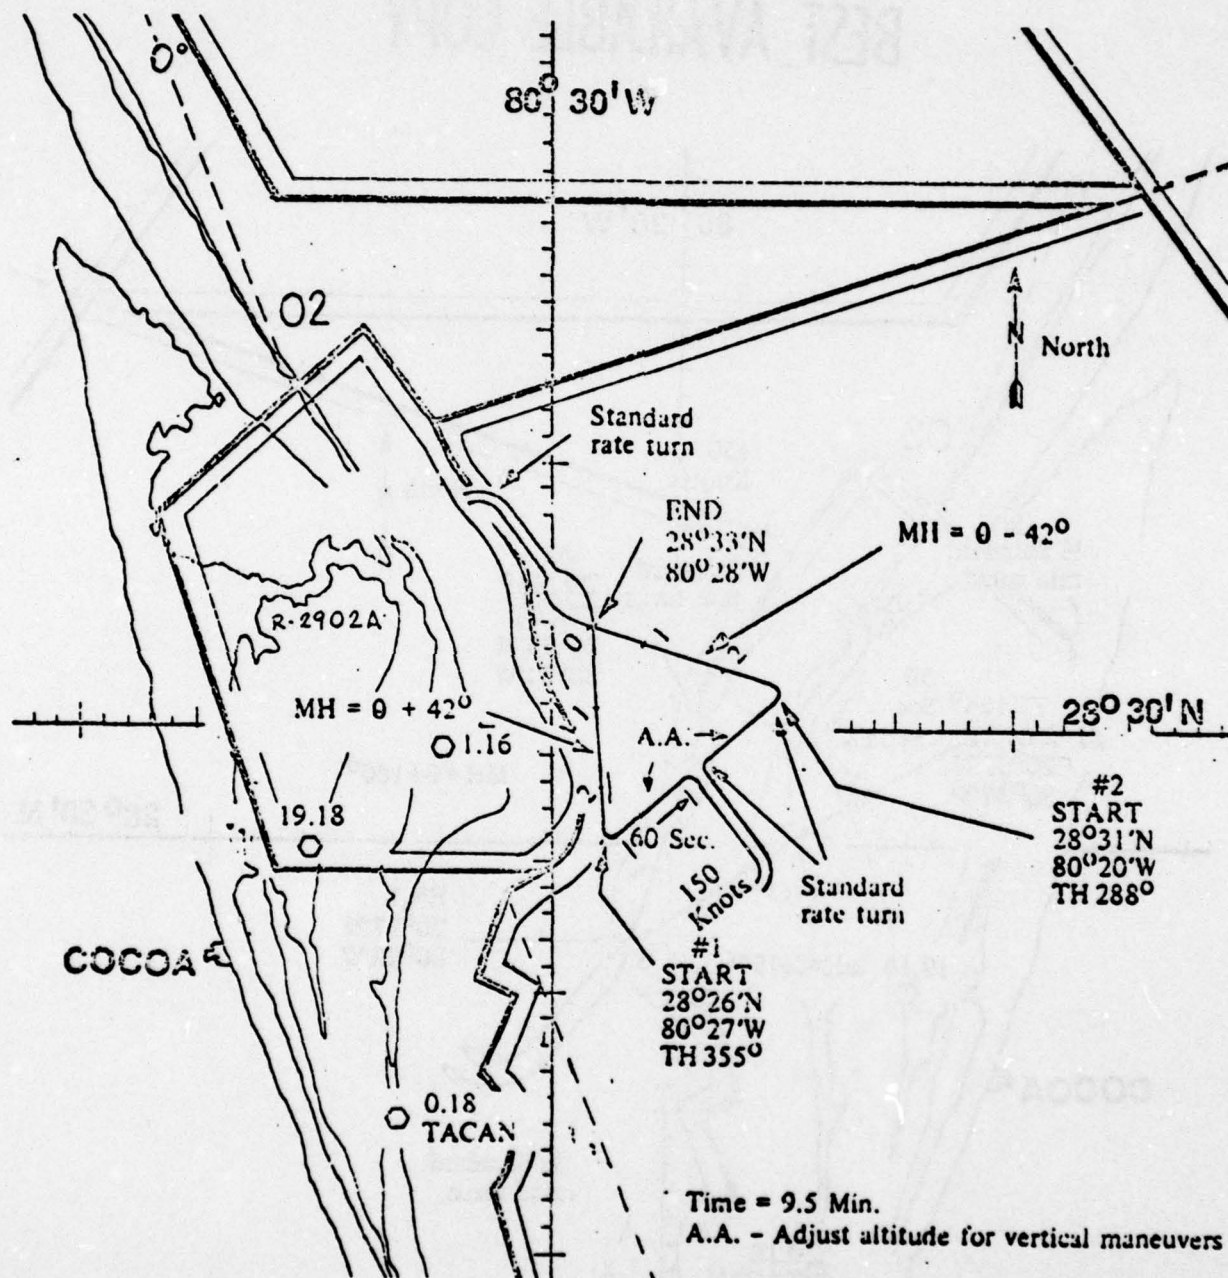 0°
80° 30' W
02
N
North
Standard
rate turn
END
28°33'N
80°28'W
MH = θ - 42°
R-2902A
MH = θ + 42°
1.16
A.A.
28° 30' N
19.18
60 Sec.
150
Knots
Standard
rate turn
#2
START
28°31'N
80°20'W
TH 288°
COCOA
#1
START
28°26'N
80°27'W
TH 355°
0.18
TACAN
Time = 9.5 Min.
A.A. - Adjust altitude for vertical maneuvers